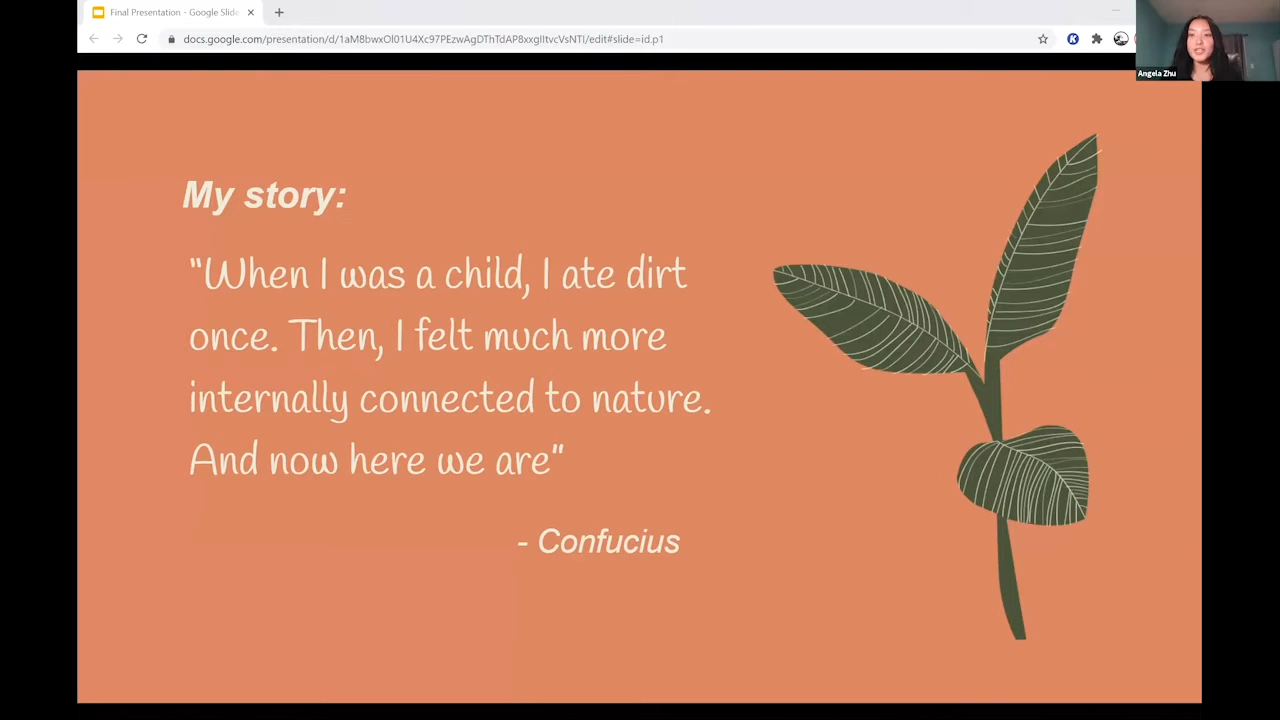 Final Presentation - Google Slide
docs.google.com/presentation/d/1aM8bwxOl01U4Xc97PEzwAgDThTdAP8xxgIItvcVsNTI/edit#slide=id.p1
Angela Zhu
My story:
"When I was a child, I ate dirt
once. Then, I felt much more
internally connected to nature.
And now here we are"
- Confucius